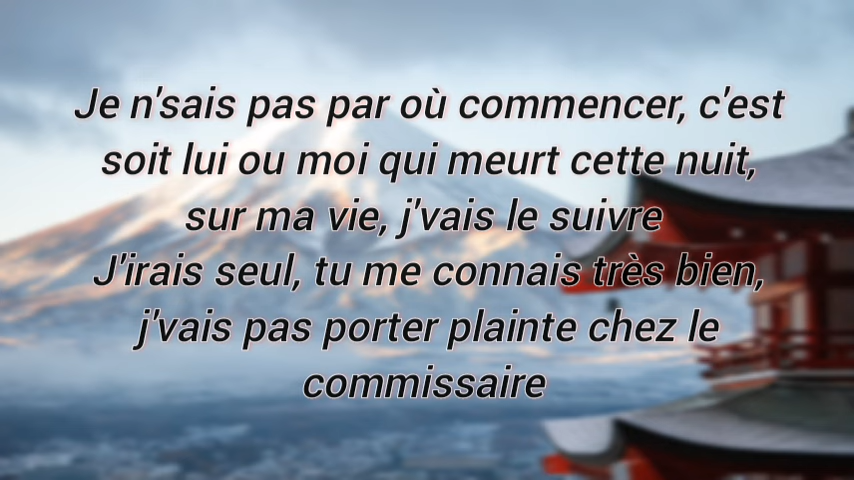 Je n'sais pas par où commencer, c'est
soit lui ou moi qui meurt cette nuit,
sur ma vie, j'vais le suivre
J'irais seul, tu me connais très bien,
j'vais pas porter plainte chez le
commissaire